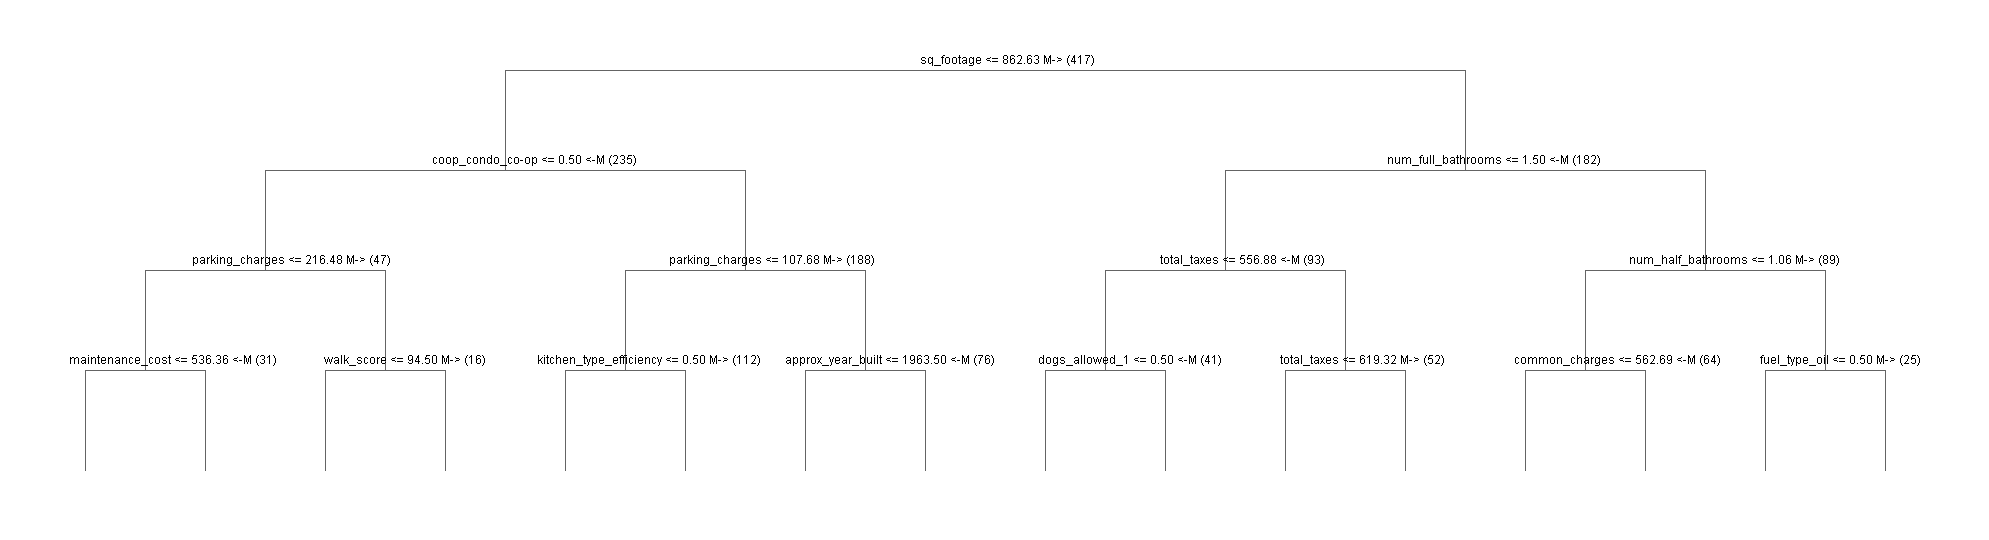 sq_footage <= 862.63 M-> (417)
coop_condo_co-op <= 0.50 <-M (235)
num_full_bathrooms <= 1.50 <-M (182)
parking_charges <= 216.48 M-> (47)
parking_charges <= 107.68 M-> (188)
total_taxes <= 556.88 <-M (93)
num_half_bathrooms <= 1.06 M-> (89)
maintenance_cost <= 536.36 <-M (31)
walk_score <= 94.50 M-> (16)
kitchen_type_efficiency <= 0.50 M-> (112)
approx_year_built <= 1963.50 <-M (76)
dogs_allowed_1 <= 0.50 <-M (41)
total_taxes <= 619.32 M-> (52)
common_charges <= 562.69 <-M (64)
fuel_type_oil <= 0.50 M-> (25)